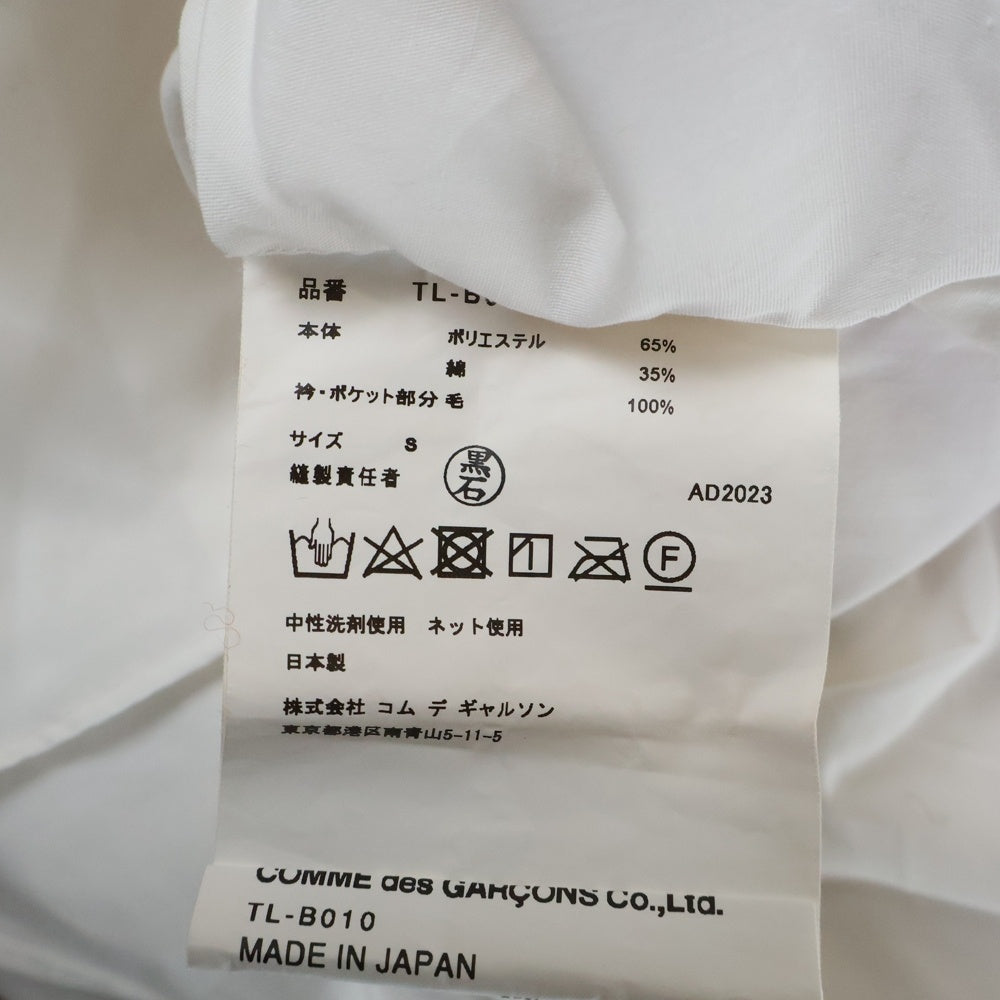 品番 TL-B0
本体 ポリエステル 65%
綿 35%
衿・ポケット部分 毛 100%
サイズ S
縫製責任者 黒石 AD2023
F
中性洗剤使用 ネット使用
日本製
株式会社 コム デ ギャルソン
東京都港区南青山5-11-5
COMME des GARÇONS Co.,Ltd.
TL-B010
MADE IN JAPAN